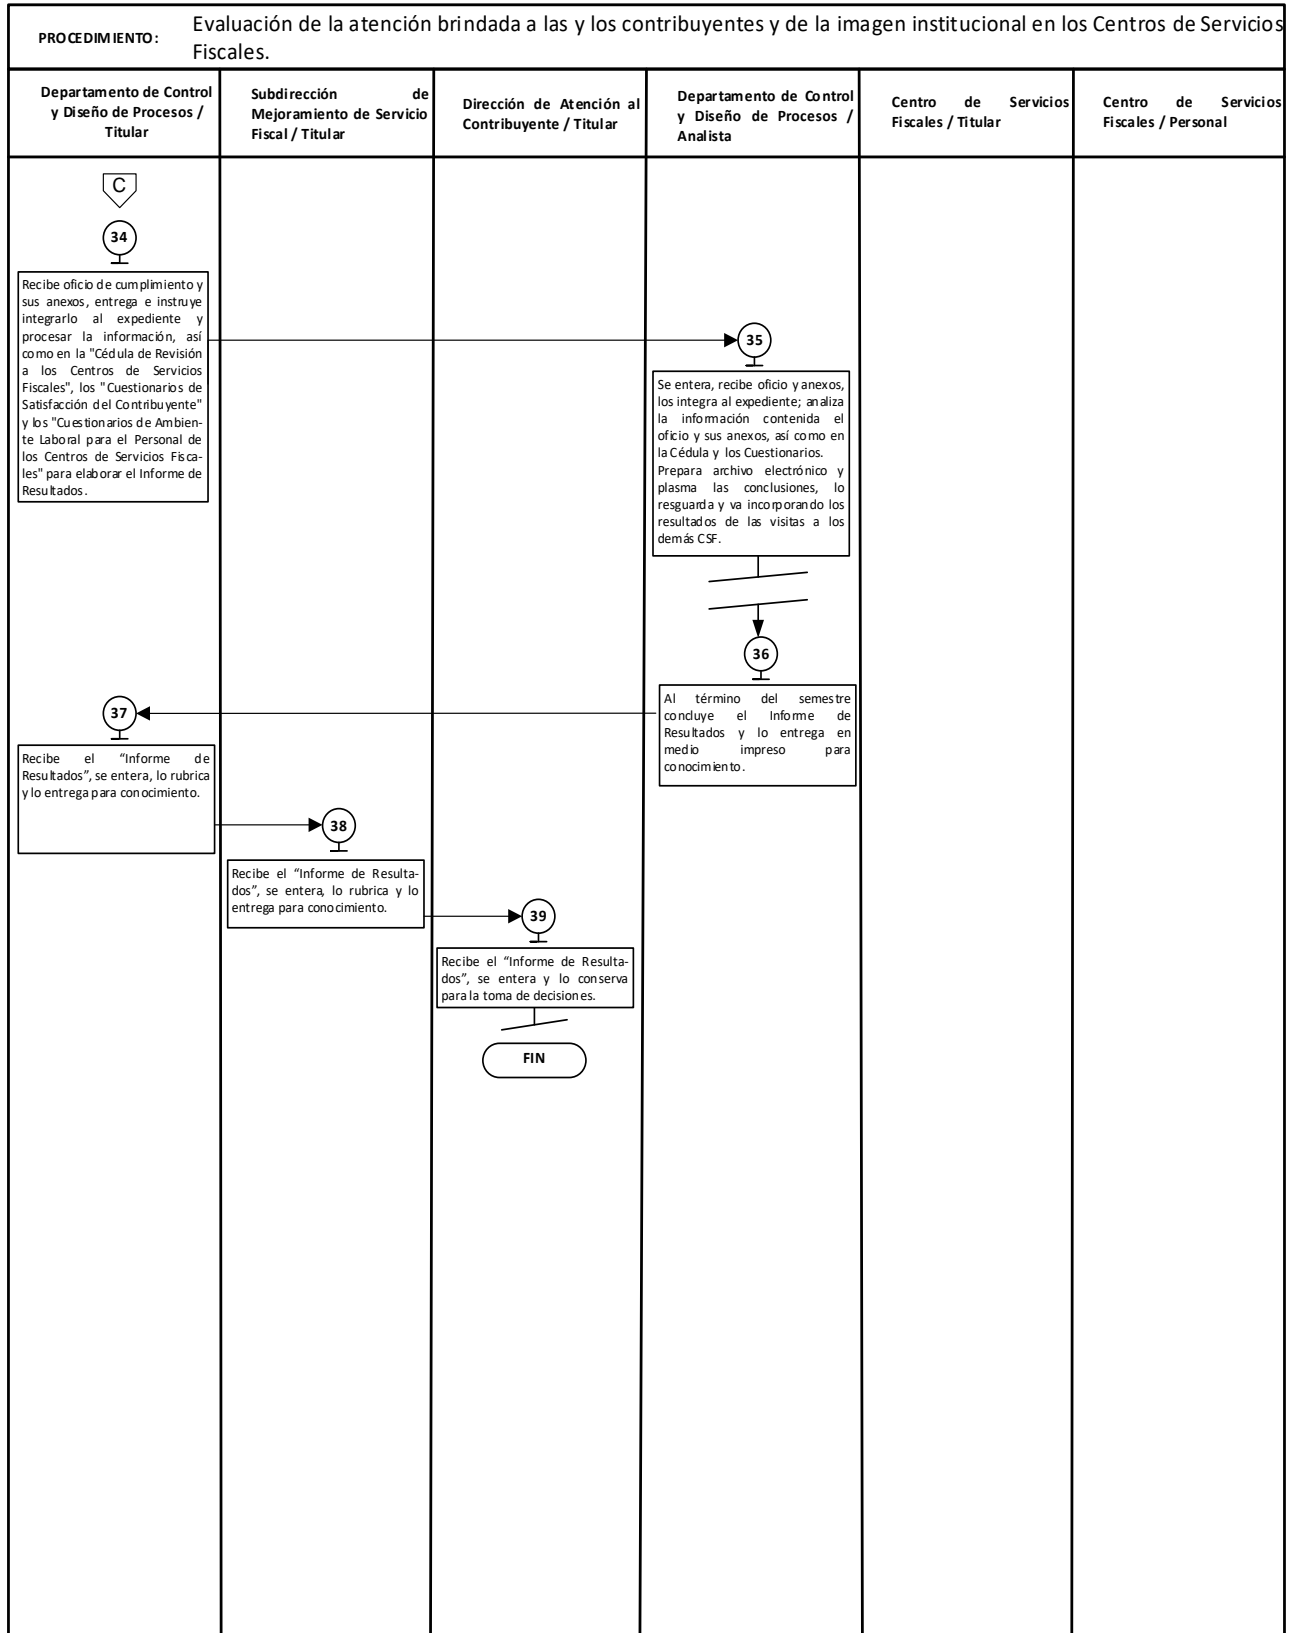 PROCEDIMIENTO:
Evaluación de la atención brindada a las y los contribuyentes y de la imagen institucional en los Centros de Servicios
Fiscales.
Departamento de Control
y Diseño de Procesos /
Titular
Subdirección de
Mejoramiento de Servicio
Fiscal / Titular
Dirección de Atención al
Contribuyente / Titular
Departamento de Control
y Diseño de Procesos /
Analista
Centro de Servicios
Fiscales / Titular
Centro de Servicios
Fiscales / Personal
C
34
Recibe oficio de cumplimiento y
sus anexos, entrega e instruye
integrarlo al expediente y
procesar la información, así
como en la "Cédula de Revisión
a los Centros de Servicios
Fiscales", los "Cuestionarios de
Satisfacción del Contribuyente"
y los "Cuestionarios de Ambien-
te Laboral para el Personal de
los Centros de Servicios Fisca-
les" para elaborar el Informe de
Resultados.
35
Se entera, recibe oficio y anexos,
los integra al expediente; analiza
la información contenida el
oficio y sus anexos, así como en
la Cédula y los Cuestionarios.
Prepara archivo electrónico y
plasma las conclusiones, lo
resguarda y va incorporando los
resultados de las visitas a los
demás CSF.
36
Al término del semestre
concluye el Informe de
Resultados y lo entrega en
medio impreso para
conocimiento.
37
Recibe el “Informe de
Resultados”, se entera, lo rubrica
y lo entrega para conocimiento.
38
Recibe el “Informe de Resulta-
dos”, se entera, lo rubrica y lo
entrega para conocimiento.
39
Recibe el “Informe de Resulta-
dos”, se entera y lo conserva
para la toma de decisiones.
FIN